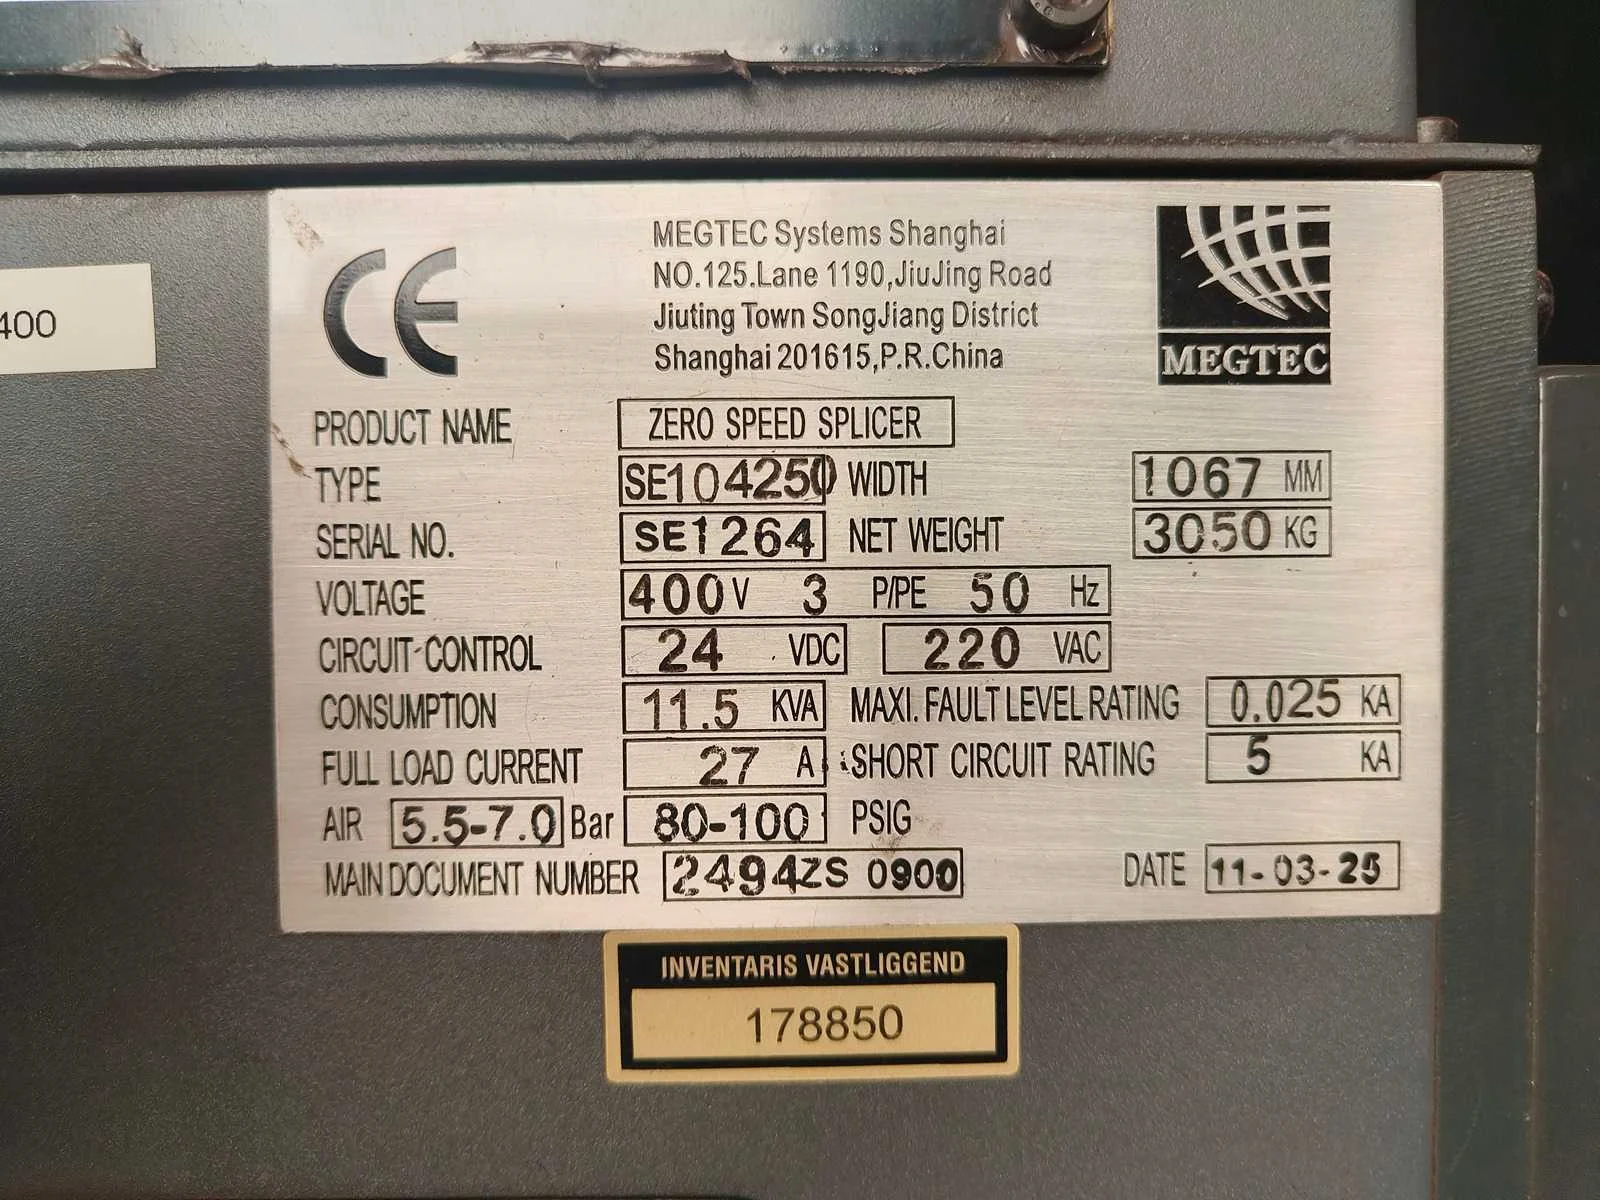 CE
MEGTEC Systems Shanghai
NO.125.Lane 1190,JiuJing Road
Jiuting Town SongJiang District
Shanghai 201615,P.R.China
MEGTEC
400
PRODUCT NAME ZERO SPEED SPLICER
TYPE SE104250 WIDTH 1067 MM
SERIAL NO. SE1264 NET WEIGHT 3050 KG
VOLTAGE 400V 3 P/PE 50 Hz
CIRCUIT-CONTROL 24 VDC 220 VAC
CONSUMPTION 11.5 KVA MAXI. FAULT LEVEL RATING 0.025 KA
FULL LOAD CURRENT 27 A SHORT CIRCUIT RATING 5 KA
AIR 5.5-7.0 Bar 80-100 PSIG
MAIN DOCUMENT NUMBER 2494ZS 0900 DATE 11-03-25
INVENTARIS VASTLIGGEND
178850